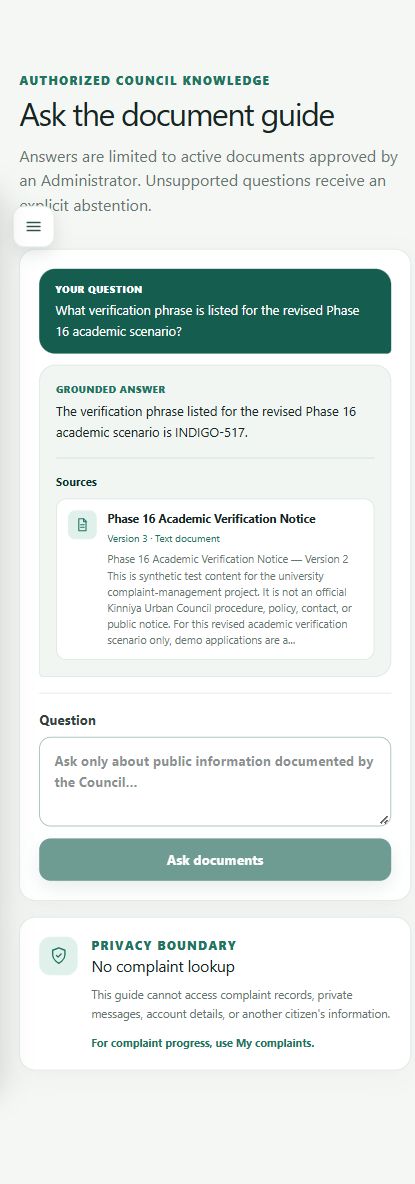 AUTHORIZED COUNCIL KNOWLEDGE
Ask the document guide
Answers are limited to active documents approved by
an Administrator. Unsupported questions receive an
explicit abstention.
YOUR QUESTION
What verification phrase is listed for the revised Phase
16 academic scenario?
GROUNDED ANSWER
The verification phrase listed for the revised Phase 16
academic scenario is INDIGO-517.
Sources
Phase 16 Academic Verification Notice
Version 3 · Text document
Phase 16 Academic Verification Notice — Version 2
This is synthetic test content for the university
complaint-management project. It is not an official
Kinniya Urban Council procedure, policy, contact, or
public notice. For this revised academic verification
scenario only, demo applications are a...
Question
Ask only about public information documented by
the Council...
Ask documents
PRIVACY BOUNDARY
No complaint lookup
This guide cannot access complaint records, private
messages, account details, or another citizen's information.
For complaint progress, use My complaints.